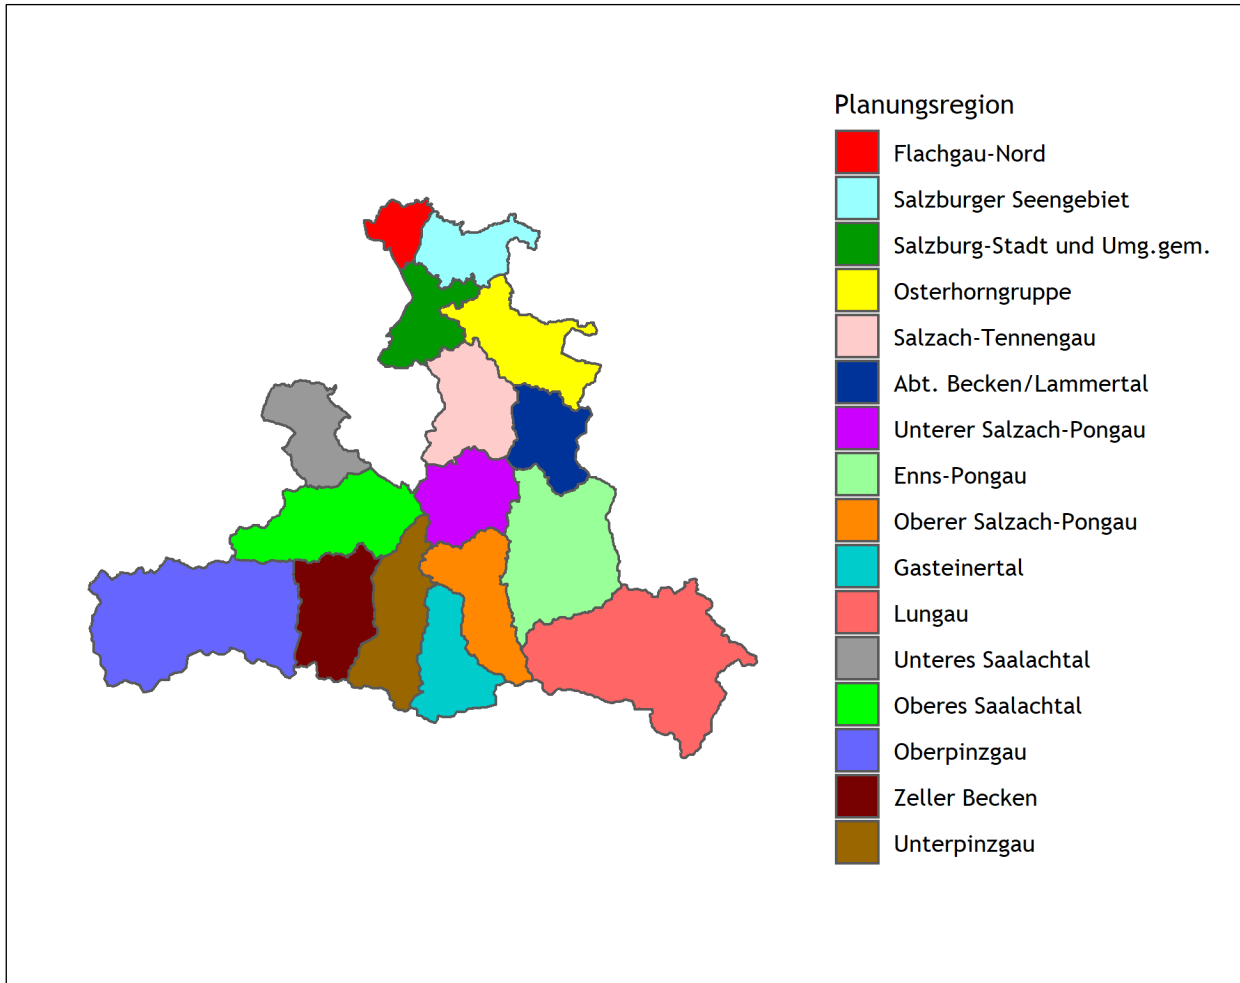 Planungsregion
Flachgau-Nord
Salzburger Seengebiet
Salzburg-Stadt und Umg.gem.
Osterhorngruppe
Salzach-Tennengau
Abt. Becken/Lammertal
Unterer Salzach-Pongau
Enns-Pongau
Oberer Salzach-Pongau
Gasteinertal
Lungau
Unteres Saalachtal
Oberes Saalachtal
Oberpinzgau
Zeller Becken
Unterpinzgau